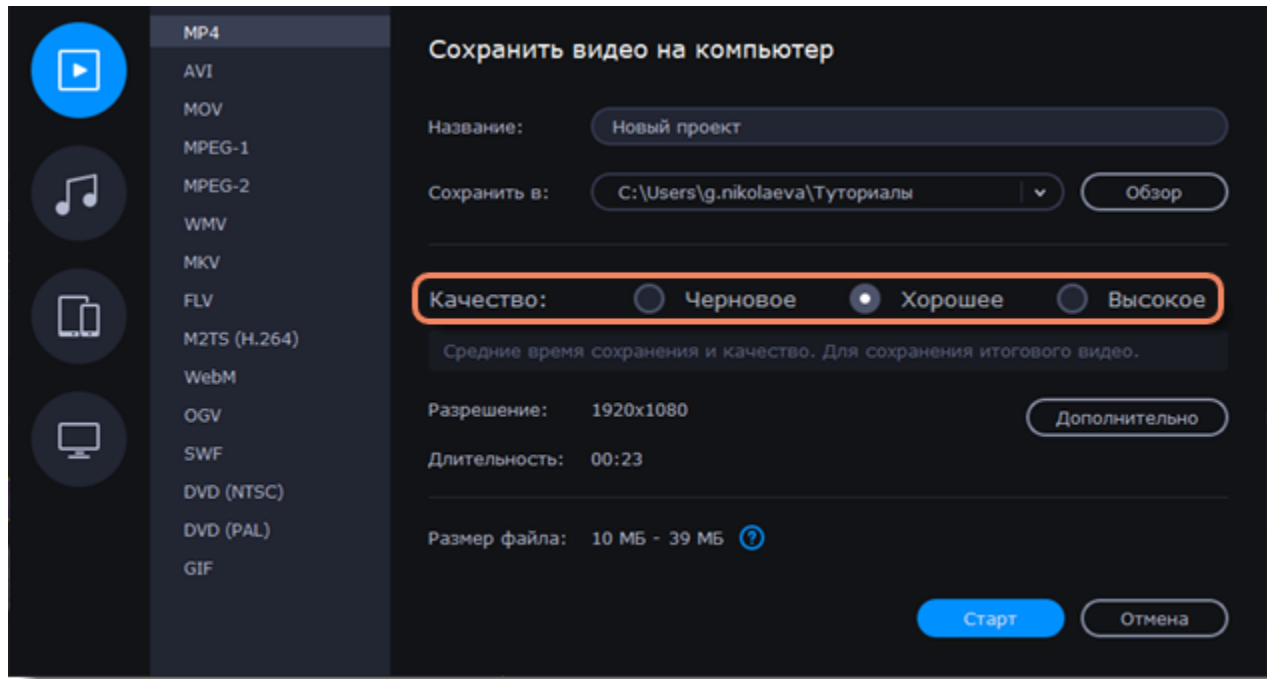 MP4
AVI
MOV
MPEG-1
MPEG-2
WMV
MKV
FLV
M2TS (H.264)
WebM
OGV
SWF
DVD (NTSC)
DVD (PAL)
GIF
Сохранить видео на компьютер
Название: Новый проект
Сохранить в: C:\Users\g.nikolaeva\Туториалы Обзор
Качество: Черновое Хорошее Высокое
Средние время сохранения и качество. Для сохранения итогового видео.
Разрешение: 1920x1080 Дополнительно
Длительность: 00:23
Размер файла: 10 МБ - 39 МБ ?
Старт Отмена